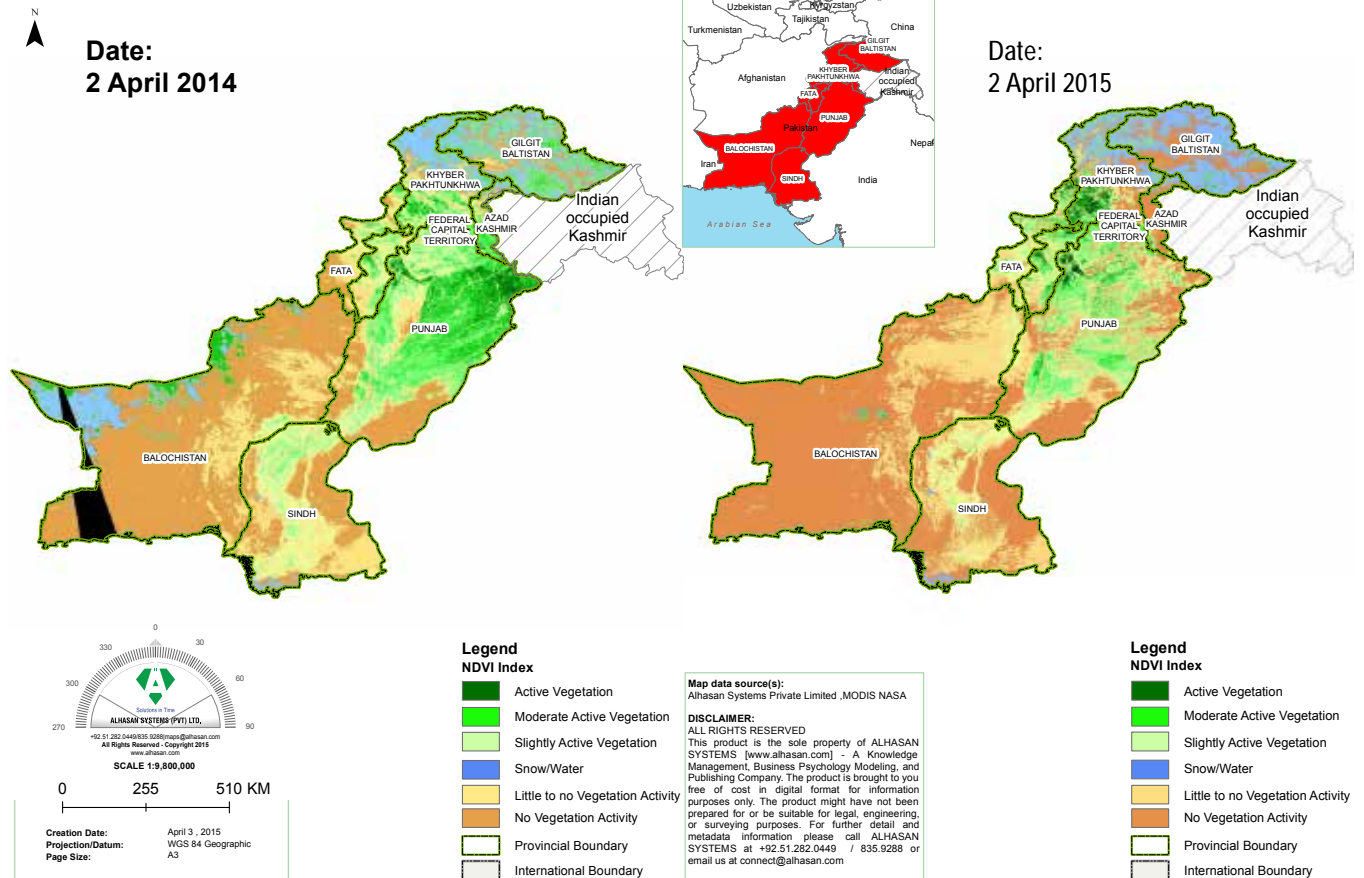 N
Date:
2 April 2014
GILGIT
BALTISTAN
KHYBER
PAKHTUNKHWA
FEDERAL
CAPITAL
TERRITORY
AZAD
KASHMIR
Indian
occupied
Kashmir
FATA
PUNJAB
BALOCHISTAN
SINDH
Uzbekistan
Kyrgyzstan
Tajikistan
Turkmenistan
China
GILGIT
BALTISTAN
KHYBER
PAKHTUNKHWA
Indian
occupied
Kashmir
Afghanistan
FATA
PUNJAB
Pakistan
BALOCHISTAN
Nepal
Iran
SINDH
India
Arabian Sea
Date:
2 April 2015
GILGIT
BALTISTAN
KHYBER
PAKHTUNKHWA
FEDERAL
CAPITAL
TERRITORY
AZAD
KASHMIR
Indian
occupied
Kashmir
FATA
PUNJAB
BALOCHISTAN
SINDH
0
330
30
300
60
270
90
Solutions in Time
ALHASAN SYSTEMS (PVT) LTD,
+92.51.282.0449/835.9288|maps@alhasan.com
All Rights Reserved - Copyright 2015
www.alhasan.com
SCALE 1:9,800,000
0 255 510 KM
Creation Date: April 3 , 2015
Projection/Datum: WGS 84 Geographic
Page Size: A3
Legend
NDVI Index
Active Vegetation
Moderate Active Vegetation
Slightly Active Vegetation
Snow/Water
Little to no Vegetation Activity
No Vegetation Activity
Provincial Boundary
International Boundary
Map data source(s):
Alhasan Systems Private Limited ,MODIS NASA
DISCLAIMER:
ALL RIGHTS RESERVED
This product is the sole property of ALHASAN
SYSTEMS [www.alhasan.com] - A Knowledge
Management, Business Psychology Modeling, and
Publishing Company. The product is brought to you
free of cost in digital format for information
purposes only. The product might have not been
prepared for or be suitable for legal, engineering,
or surveying purposes. For further detail and
metadata information please call ALHASAN
SYSTEMS at +92.51.282.0449 / 835.9288 or
email us at connect@alhasan.com
Legend
NDVI Index
Active Vegetation
Moderate Active Vegetation
Slightly Active Vegetation
Snow/Water
Little to no Vegetation Activity
No Vegetation Activity
Provincial Boundary
International Boundary